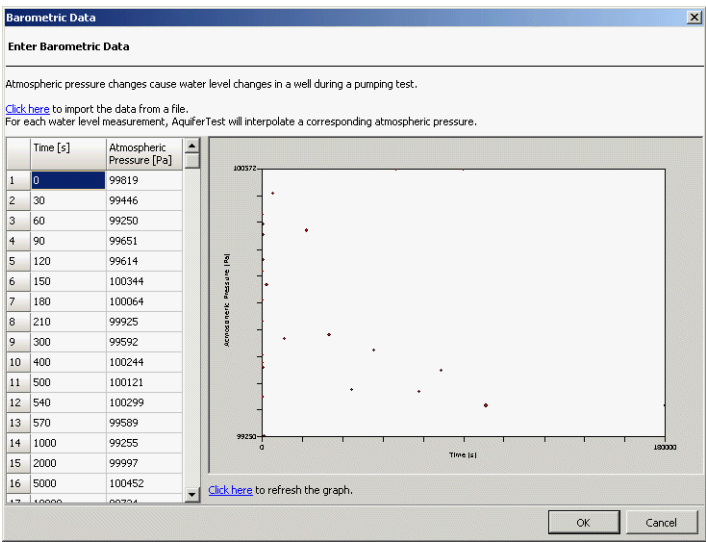 Barometric Data
Enter Barometric Data
Atmospheric pressure changes cause water level changes in a well during a pumping test.
Click here to import the data from a file.
For each water level measurement, AquiferTest will interpolate a corresponding atmospheric pressure.
Time [s] Atmospheric Pressure [Pa]
1 0 99819
2 30 99446
3 60 99250
4 90 99651
5 120 99614
6 150 100344
7 180 100064
8 210 99925
9 300 99592
10 400 100244
11 500 100121
12 540 100299
13 570 99589
14 1000 99255
15 2000 99997
16 5000 100452
100572
Atmospheric Pressure [Pa]
99250
0
Time [s]
180000
Click here to refresh the graph.
OK Cancel